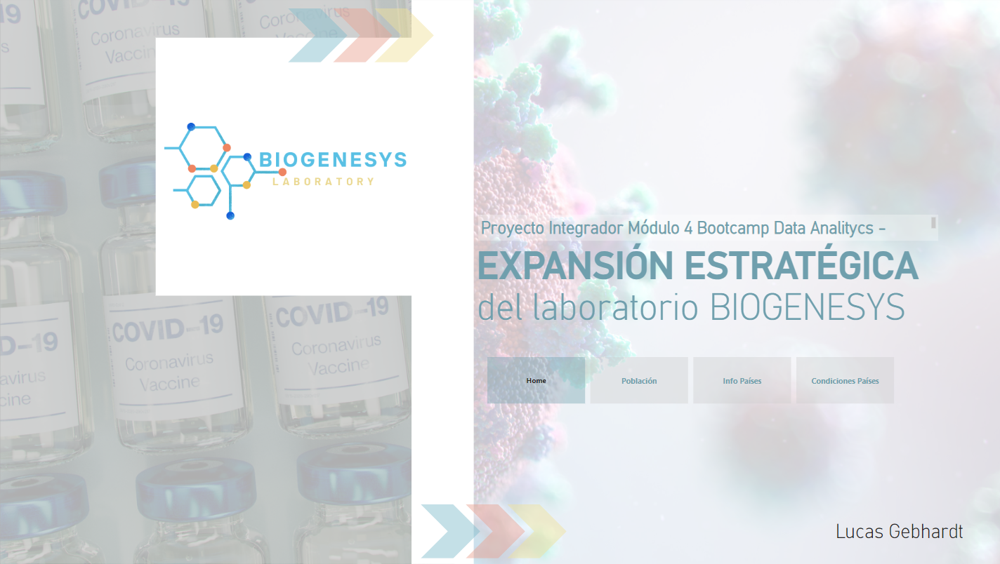 19
COVID-19
Coronavirus
Vaccine
Coronavirus
Vaccine
BIOGENESYS
LABORATORY
Proyecto Integrador Módulo 4 Bootcamp Data Analitycs -
EXPANSIÓN ESTRATÉGICA
del laboratorio BIOGENESYS
Home
Población
Info Países
Condiciones Países
COVID-19
Coronavirus
Vaccine
COVID-19
Coronavirus
Vaccine
D-19
avirus
cine
Lucas Gebhardt